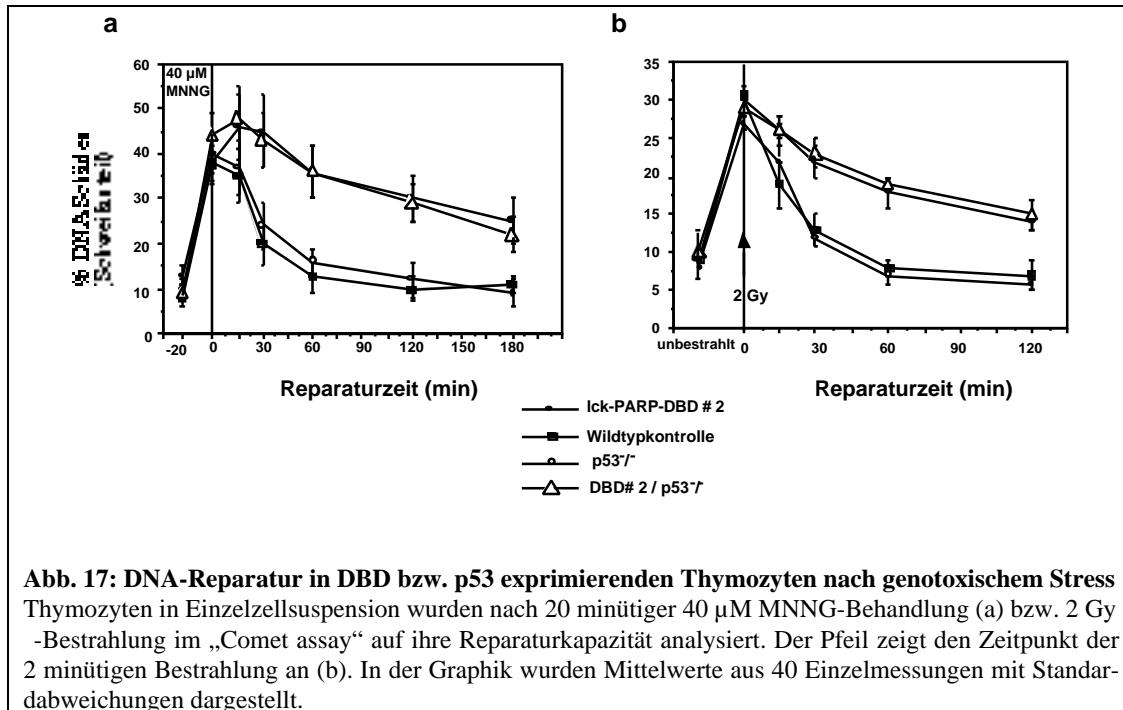 a
b
60
50
40
30
20
10
0
40 µM
MNNG
% DNA Schäden
(Schweifanteil)
-20
0
30
60
90
120
150
180
Reparaturzeit (min)
35
30
25
20
15
10
5
0
2 Gy
unbestrahlt
0
30
60
90
120
Reparaturzeit (min)
lck-PARP-DBD # 2
Wildtypkontrolle
p53-/-
DBD# 2 / p53-/-
Abb. 17: DNA-Reparatur in DBD bzw. p53 exprimierenden Thymozyten nach genotoxischem Stress
Thymozyten in Einzelzellsuspension wurden nach 20 minütiger 40 µM MNNG-Behandlung (a) bzw. 2 Gy
-Bestrahlung im „Comet assay“ auf ihre Reparaturkapazität analysiert. Der Pfeil zeigt den Zeitpunkt der
2 minütigen Bestrahlung an (b). In der Graphik wurden Mittelwerte aus 40 Einzelmessungen mit Standar-
dabweichungen dargestellt.